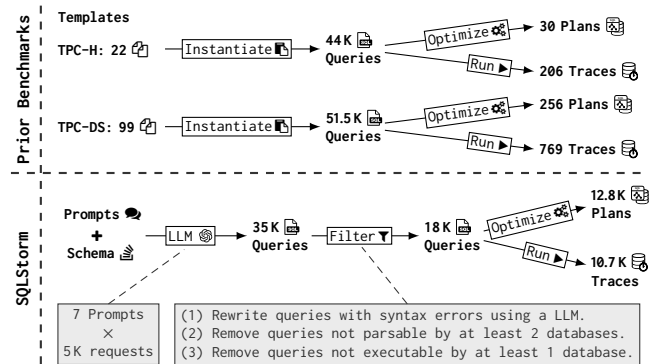 Prior Benchmarks
Templates
TPC-H: 22
Instantiate
44 K
Queries
Optimize
30 Plans
Run
206 Traces
TPC-DS: 99
Instantiate
51.5 K
Queries
Optimize
256 Plans
Run
769 Traces
SQLStorm
Prompts
+
Schema
LLM
35 K
Queries
Filter
18 K
Queries
Optimize
12.8 K
Plans
Run
10.7 K
Traces
7 Prompts
×
5K requests
(1) Rewrite queries with syntax errors using a LLM.
(2) Remove queries not parsable by at least 2 databases.
(3) Remove queries not executable by at least 1 database.